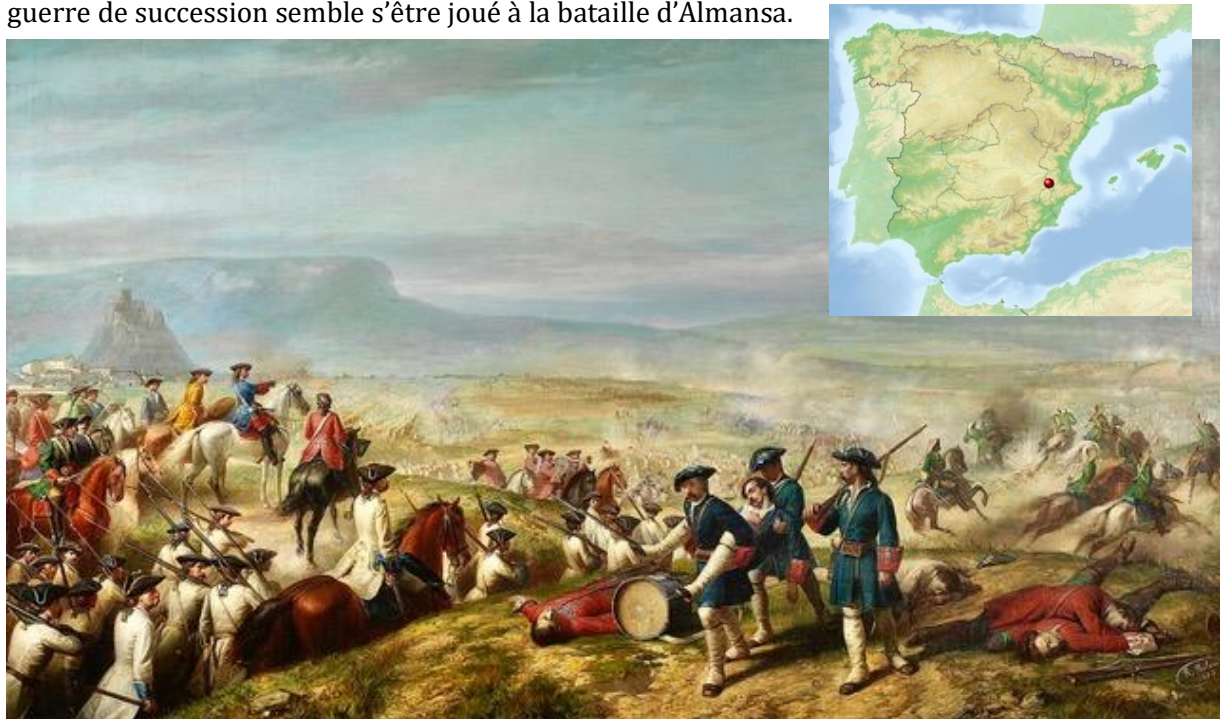 guerre de succession semble s’être joué à la bataille d’Almansa.